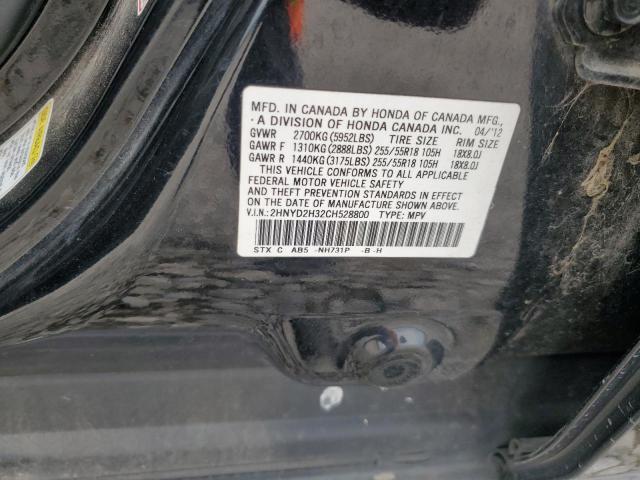 MFD. IN CANADA BY HONDA OF CANADA MFG.,
A DIVISION OF HONDA CANADA INC. 04/'12
GVWR 2700KG (5952LBS) TIRE SIZE RIM SIZE
GAWR F 1310KG (2888LBS) 255/55R18 105H 18X8.0J
GAWR R 1440KG (3175LBS) 255/55R18 105H 18X8.0J
THIS VEHICLE CONFORMS TO ALL APPLICABLE
FEDERAL MOTOR VEHICLE SAFETY
AND THEFT PREVENTION STANDARDS IN EFFECT
ON THE DATE OF MANUFACTURE SHOWN ABOVE.
V.I.N.: 2HNYD2H32CH528800 TYPE: MPV
STX C AB5 -NH731P -B-H